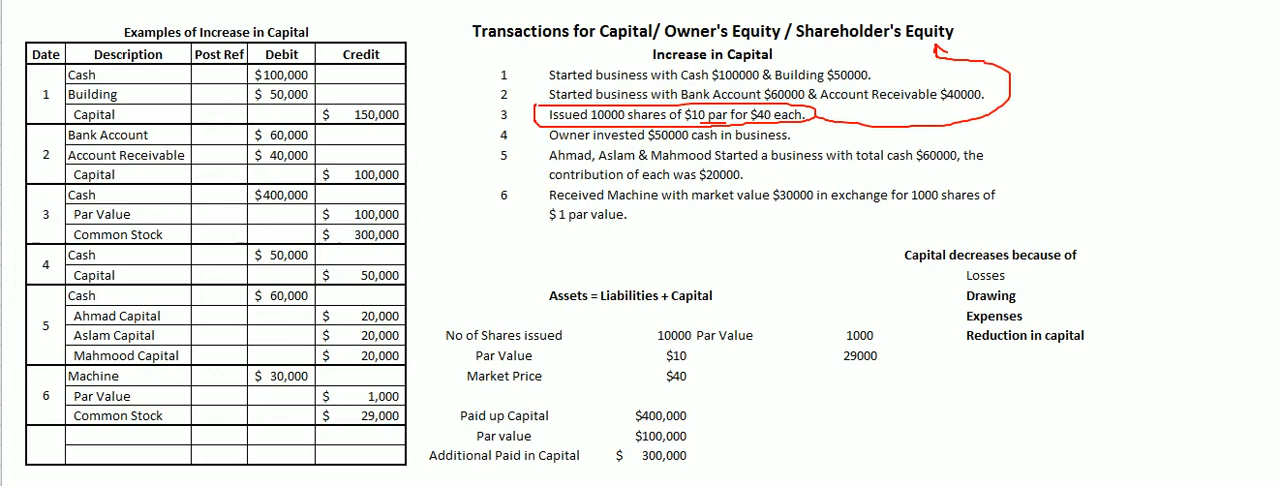 Examples of Increase in Capital
Date Description Post Ref Debit Credit
Cash $100,000
1 Building $ 50,000
Capital $ 150,000
Bank Account $ 60,000
2 Account Receivable $ 40,000
Capital $ 100,000
Cash $400,000
3 Par Value $ 100,000
Common Stock $ 300,000
4 Cash $ 50,000
Capital $ 50,000
Cash $ 60,000
5 Ahmad Capital $ 20,000
Aslam Capital $ 20,000
Mahmood Capital $ 20,000
Machine $ 30,000
6 Par Value $ 1,000
Common Stock $ 29,000
Transactions for Capital/ Owner's Equity / Shareholder's Equity
Increase in Capital
1 Started business with Cash $100000 & Building $50000.
2 Started business with Bank Account $60000 & Account Receivable $40000.
3 Issued 10000 shares of $10 par for $40 each.
4 Owner invested $50000 cash in business.
5 Ahmad, Aslam & Mahmood Started a business with total cash $60000, the
contribution of each was $20000.
6 Received Machine with market value $30000 in exchange for 1000 shares of
$1 par value.
Capital decreases because of
Losses
Drawing
Expenses
Reduction in capital
Assets = Liabilities + Capital
No of Shares issued 10000 Par Value 1000
Par Value $10 29000
Market Price $40
Paid up Capital $400,000
Par value $100,000
Additional Paid in Capital $ 300,000